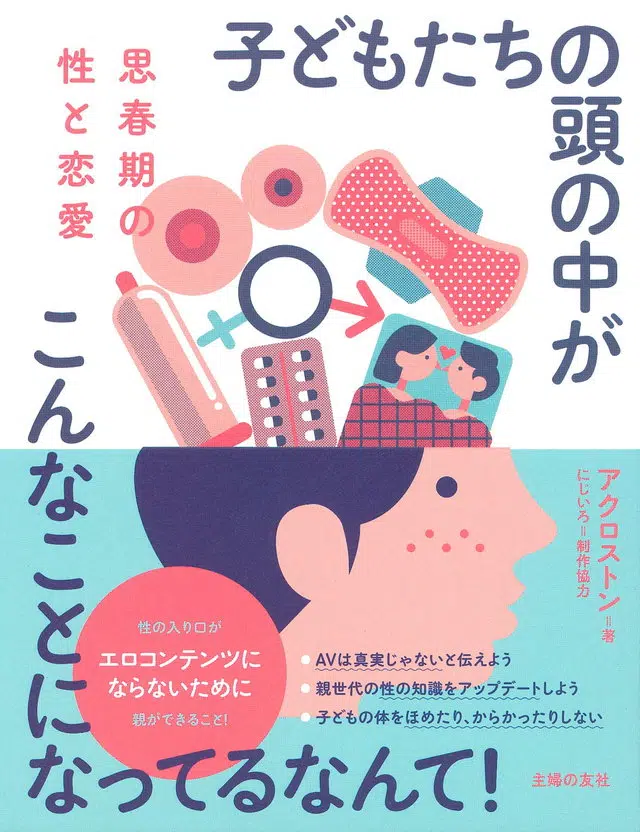 子どもたちの頭の中が
こんなことに
なってるなんて!
思春期の
性と恋愛
アクロストン=著
にじいろ=制作協力
性の入り口が
エロコンテンツに
ならないために
親ができること!
AVは真実じゃないと伝えよう
親世代の性の知識をアップデートしよう
子どもの体をほめたり、からかったりしない
主婦の友社